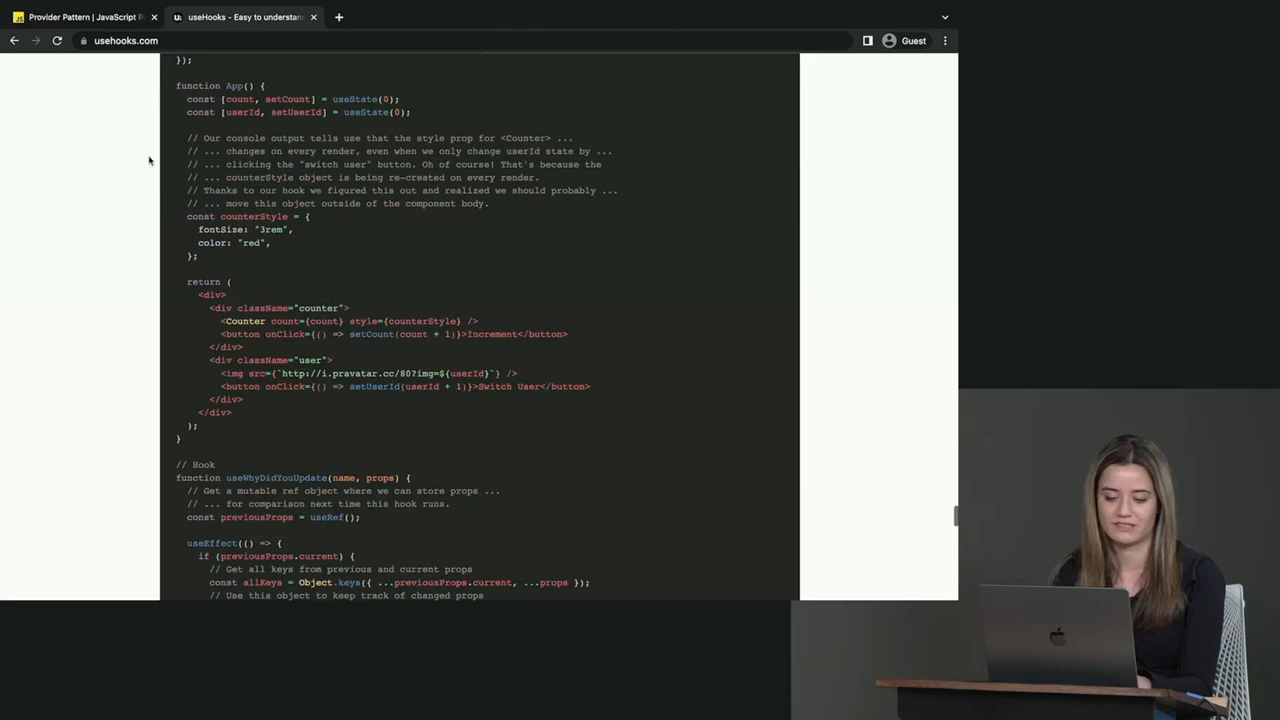 Provider Pattern | JavaScript Pa
useHooks - Easy to understan
usehooks.com
Guest
});
function App() {
const [count, setCount] = useState(0);
const [userId, setUserId] = useState(0);
// Our console output tells use that the style prop for <Counter> ...
// ... changes on every render, even when we only change userId state by ...
// ... clicking the "switch user" button. Oh of course! That's because the
// ... counterStyle object is being re-created on every render.
// Thanks to our hook we figured this out and realized we should probably ...
// ... move this object outside of the component body.
const counterStyle = {
fontSize: "3rem",
color: "red",
};
return (
<div>
<div className="counter">
<Counter count={count} style={counterStyle} />
<button onClick={() => setCount(count + 1)}>Increment</button>
</div>
<div className="user">
<img src={`http://i.pravatar.cc/80?img=${userId}`} />
<button onClick={() => setUserId(userId + 1)}>Switch User</button>
</div>
</div>
);
}
// Hook
function useWhyDidYouUpdate(name, props) {
// Get a mutable ref object where we can store props ...
// ... for comparison next time this hook runs.
const previousProps = useRef();
useEffect(() => {
if (previousProps.current) {
// Get all keys from previous and current props
const allKeys = Object.keys({ ...previousProps.current, ...props });
// Use this object to keep track of changed props